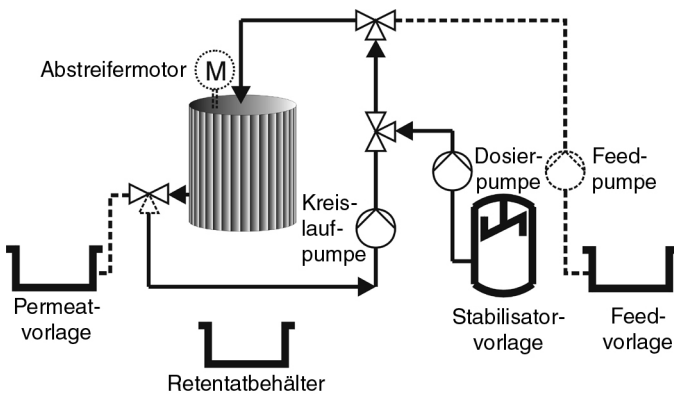 Abstreifermotor
M
Dosier-
pumpe
Feed-
pumpe
Kreis-
lauf-
pumpe
Permeat-
vorlage
Stabilisator-
vorlage
Feed-
vorlage
Retentatbehälter